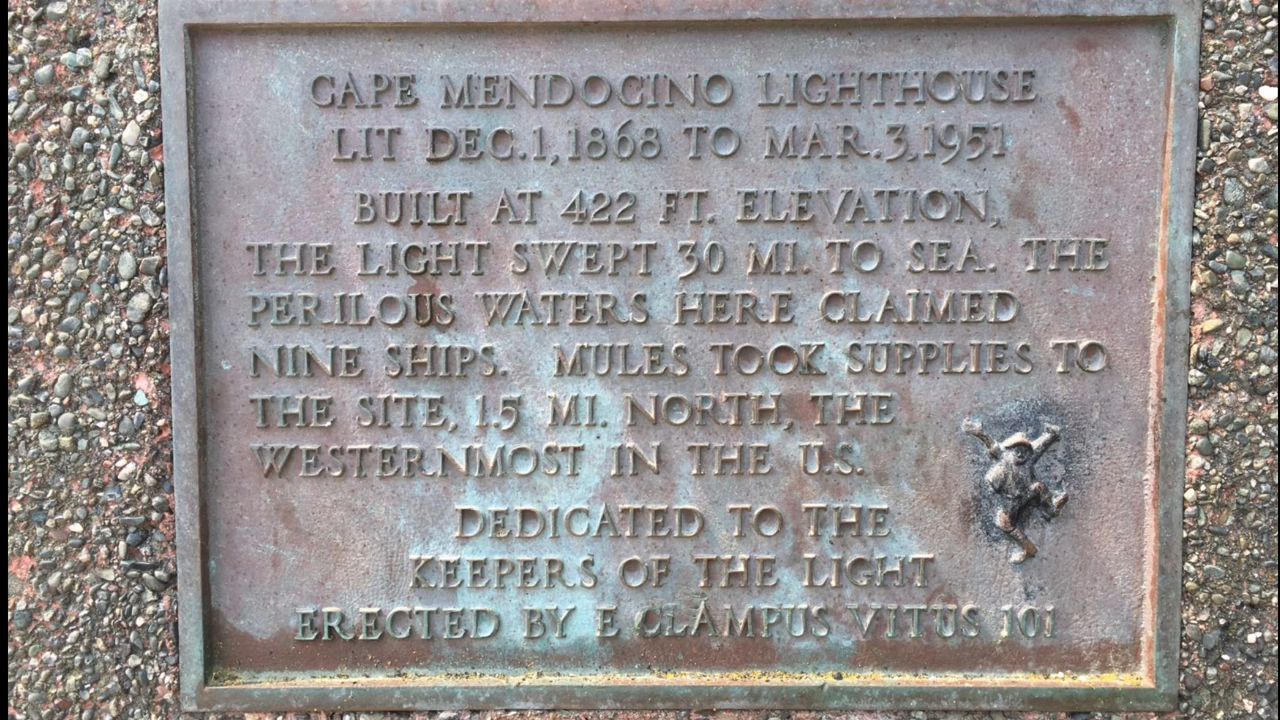 CAPE MENDOCINO LIGHTHOUSE
LIT DEC. 1, 1868 TO MAR. 3, 1951
BUILT AT 422 FT. ELEVATION,
THE LIGHT SWEPT 30 MI. TO SEA. THE
PERILOUS WATERS HERE CLAIMED
NINE SHIPS. MULES TOOK SUPPLIES TO
THE SITE, 1.5 MI. NORTH, THE
WESTERNMOST IN THE U.S.
DEDICATED TO THE
KEEPERS OF THE LIGHT
ERECTED BY E CLAMPUS VITUS 101